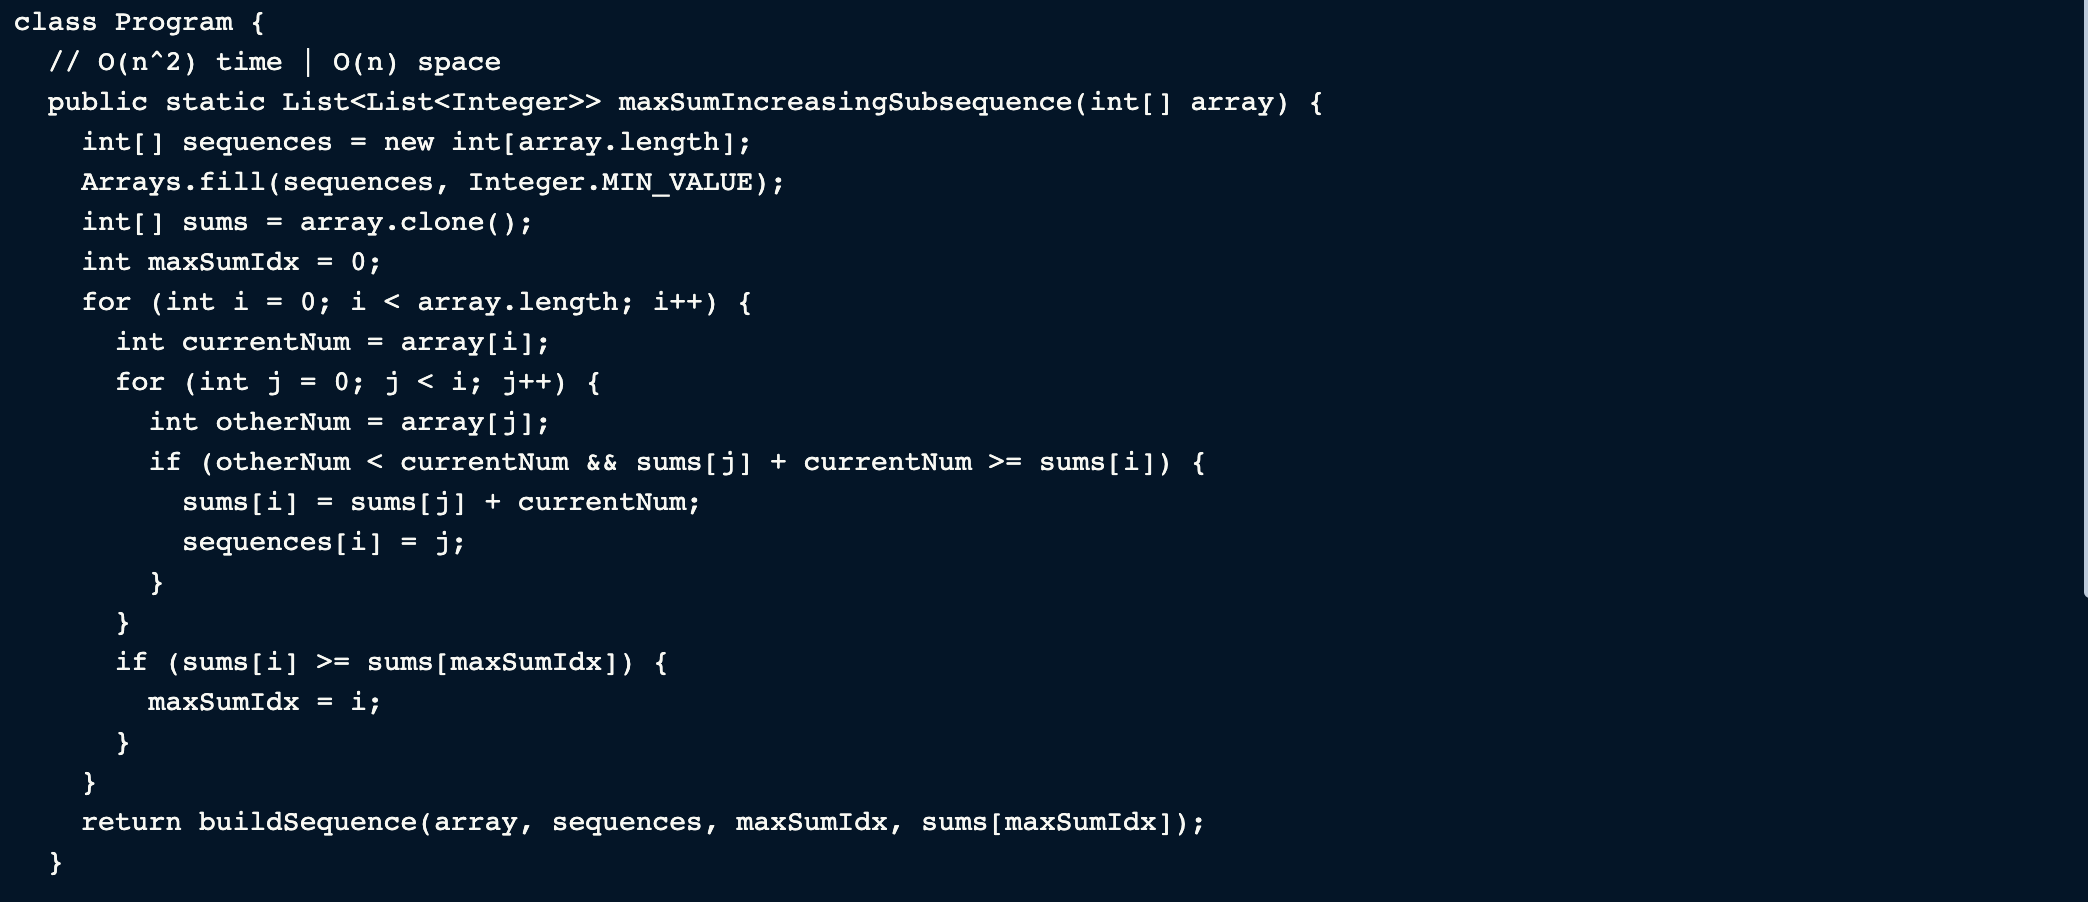 class Program {
  // O(n^2) time | O(n) space
  public static List<List<Integer>> maxSumIncreasingSubsequence(int[] array) {
    int[] sequences = new int[array.length];
    Arrays.fill(sequences, Integer.MIN_VALUE);
    int[] sums = array.clone();
    int maxSumIdx = 0;
    for (int i = 0; i < array.length; i++) {
      int currentNum = array[i];
      for (int j = 0; j < i; j++) {
        int otherNum = array[j];
        if (otherNum < currentNum && sums[j] + currentNum >= sums[i]) {
          sums[i] = sums[j] + currentNum;
          sequences[i] = j;
        }
      }
      if (sums[i] >= sums[maxSumIdx]) {
        maxSumIdx = i;
      }
    }
    return buildSequence(array, sequences, maxSumIdx, sums[maxSumIdx]);
  }